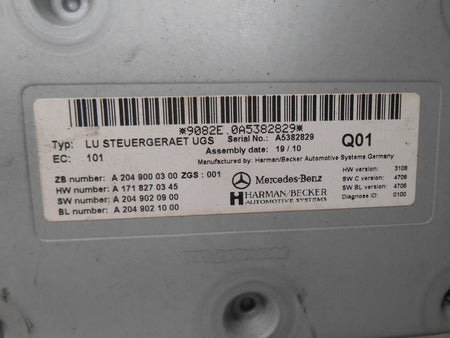 *9082E.0A5382829*
Typ: LU STEUERGERAET UGS Serial No.: A5382829
EC: 101 Assembly date: 19/10 Q01
Manufactured by: Harman/Becker Automotive Systems Germany
ZB number: A 204 900 03 00 ZGS : 001
HW number: A 171 827 03 45
SW number: A 204 902 09 00
BL number: A 204 902 10 00
Mercedes-Benz
HARMAN/BECKER
AUTOMOTIVE SYSTEMS
HW version: 3108
SW C version: 4708
SW BL version: 4708
Diagnose ID: 0100